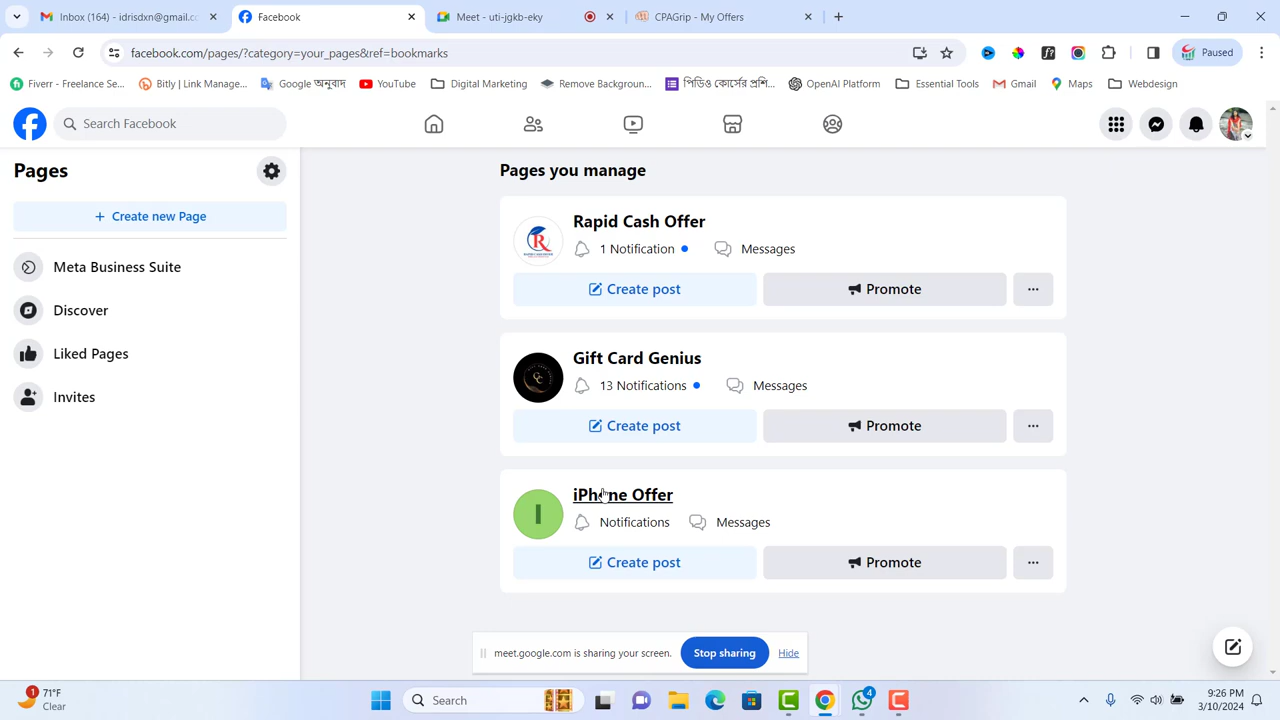 Inbox (164) - idrisdxn@gmail.c
Facebook
Meet - uti-jgkb-eky
CPAGrip - My Offers
facebook.com/pages/?category=your_pages&ref=bookmarks
Paused
Fiverr - Freelance Se...
Bitly | Link Manage...
Google অনুবাদ
YouTube
Digital Marketing
Remove Backgroun...
পিডিও কোর্সের প্রশি...
OpenAI Platform
Essential Tools
Gmail
Maps
Webdesign
Search Facebook
Pages
Create new Page
Meta Business Suite
Discover
Liked Pages
Invites
Pages you manage
Rapid Cash Offer
1 Notification
Messages
Create post
Promote
Gift Card Genius
13 Notifications
Messages
Create post
Promote
I
iPhone Offer
Notifications
Messages
Create post
Promote
meet.google.com is sharing your screen.
Stop sharing
Hide
1
71°F
Clear
Search
4
9:26 PM
3/10/2024